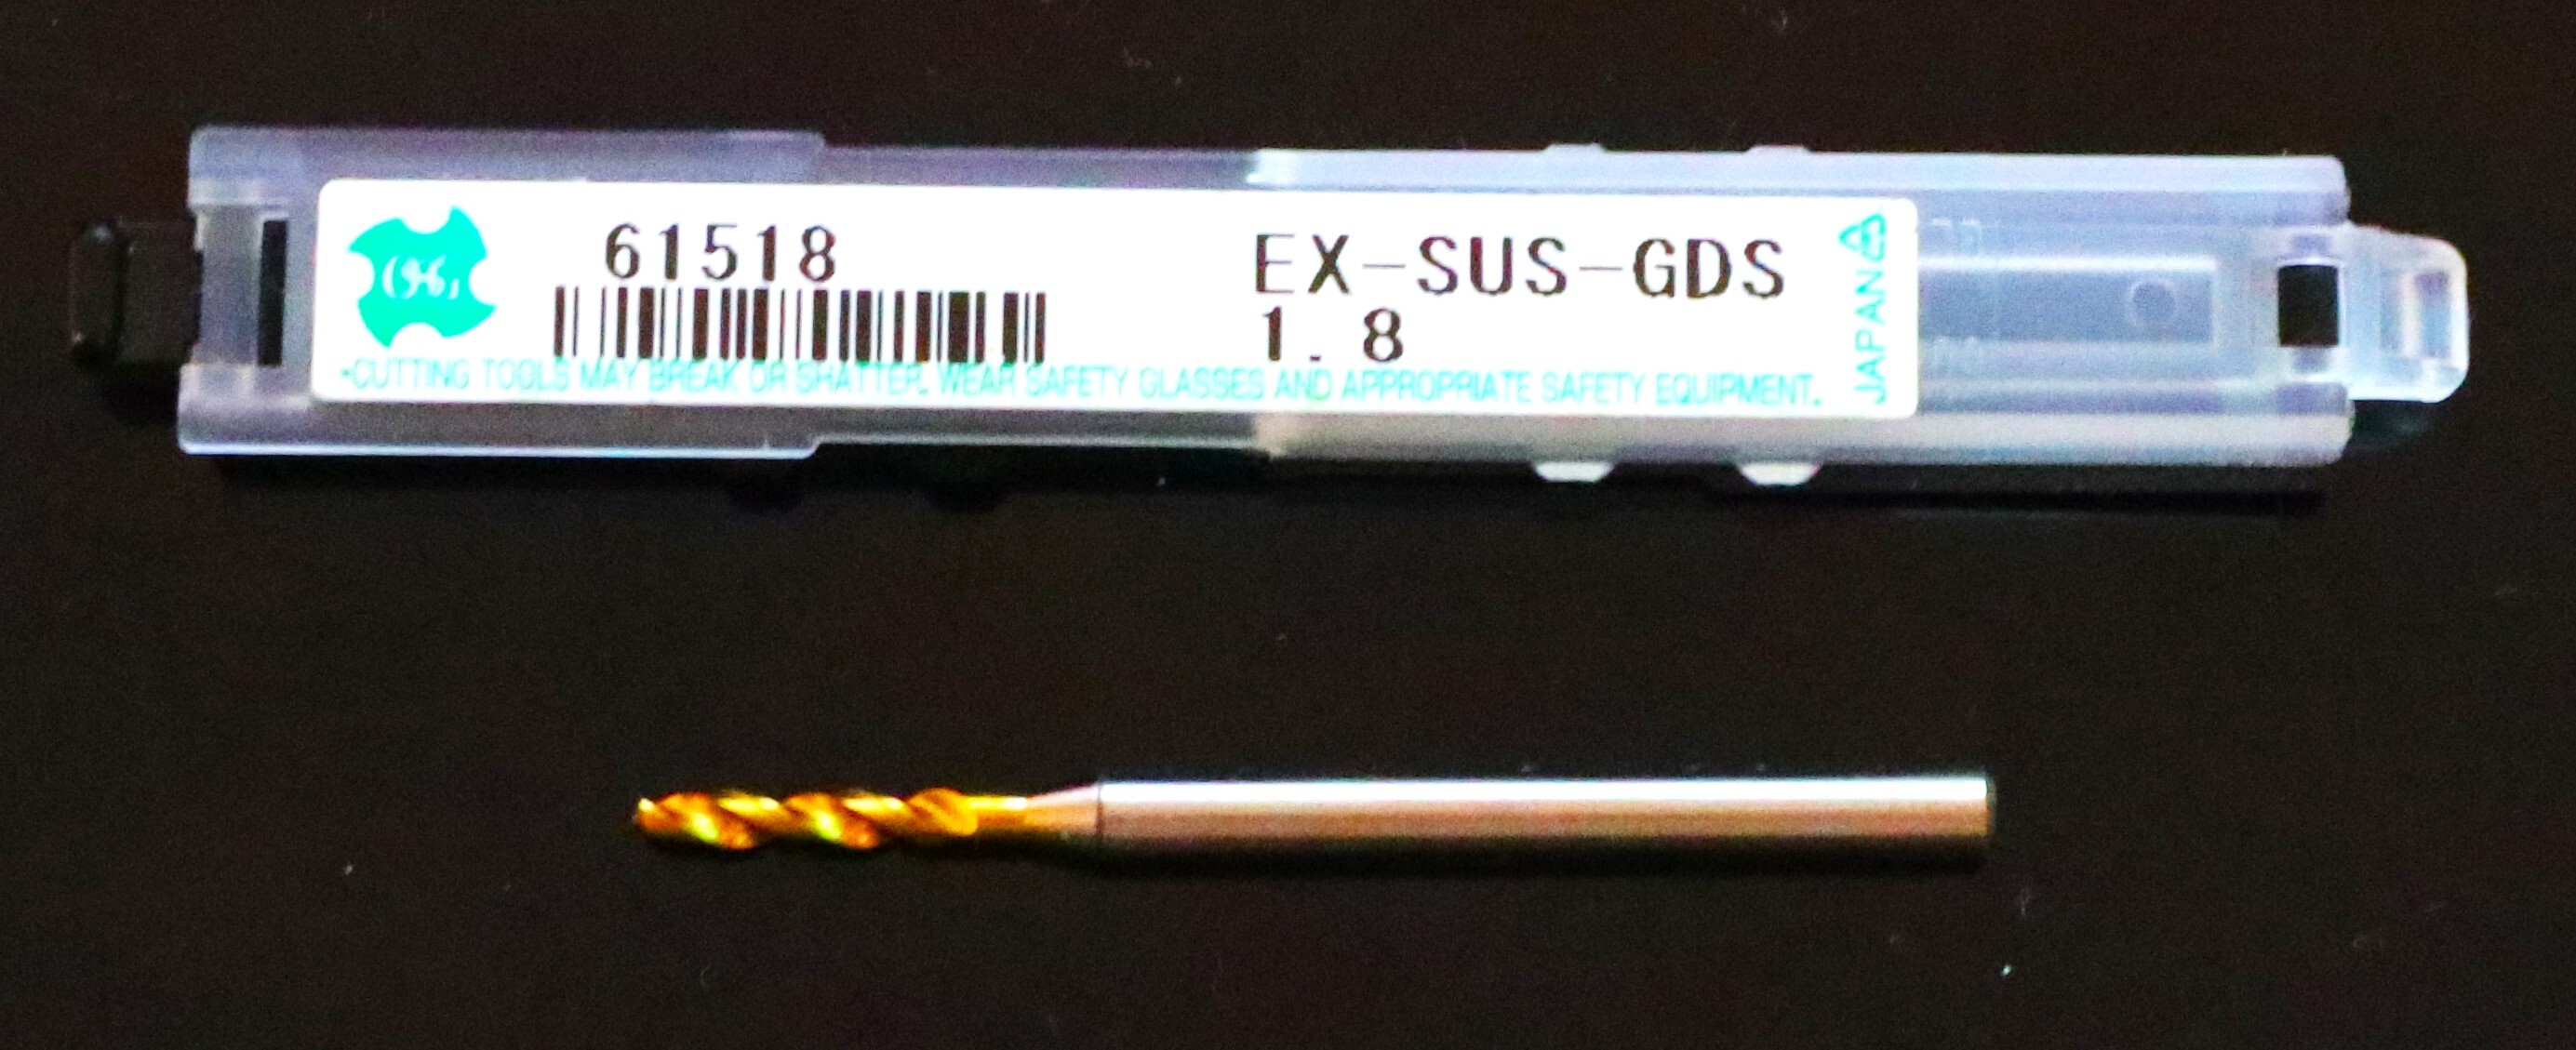 61518
EX-SUS-GDS
1.8
•CUTTING TOOLS MAY BREAK OR SHATTER. WEAR SAFETY GLASSES AND APPROPRIATE SAFETY EQUIPMENT.
JAPAN